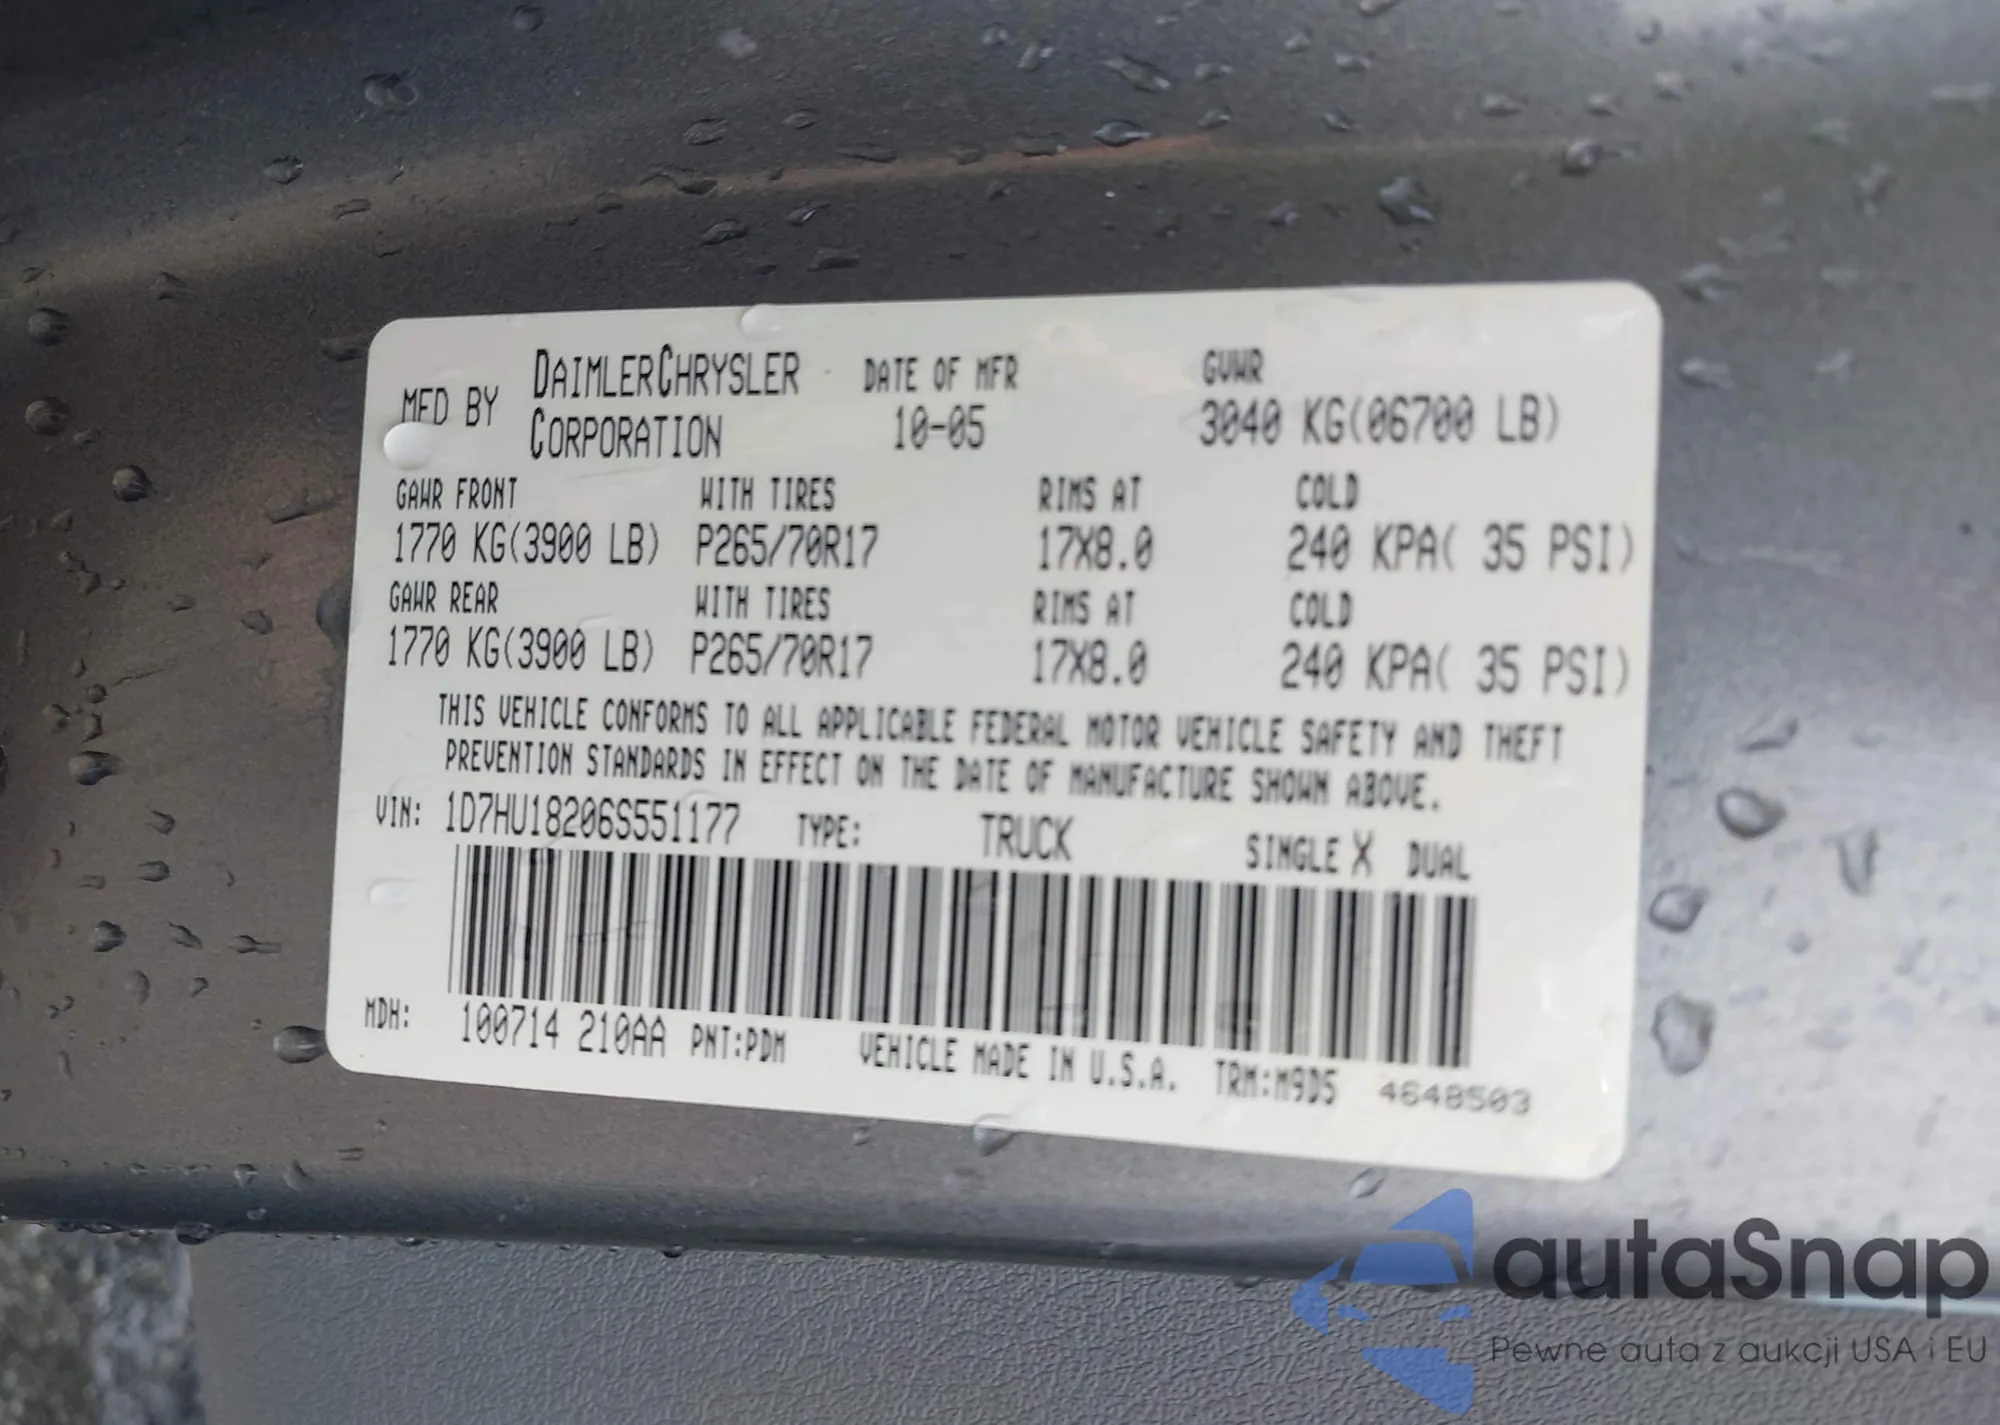 MFD BY DAIMLERCHRYSLER CORPORATION DATE OF MFR 10-05 GVWR 3040 KG(06700 LB)
GAWR FRONT WITH TIRES RIMS AT COLD
1770 KG(3900 LB) P265/70R17 17X8.0 240 KPA( 35 PSI)
GAWR REAR WITH TIRES RIMS AT COLD
1770 KG(3900 LB) P265/70R17 17X8.0 240 KPA( 35 PSI)
THIS VEHICLE CONFORMS TO ALL APPLICABLE FEDERAL MOTOR VEHICLE SAFETY AND THEFT
PREVENTION STANDARDS IN EFFECT ON THE DATE OF MANUFACTURE SHOWN ABOVE.
VIN: 1D7HU18206S551177 TYPE: TRUCK SINGLE X DUAL
MDH: 100714 210AA PNT:PDM VEHICLE MADE IN U.S.A. TRM:M9D5 4648503
autaSnap
Pewne auta z aukcji USA i EU